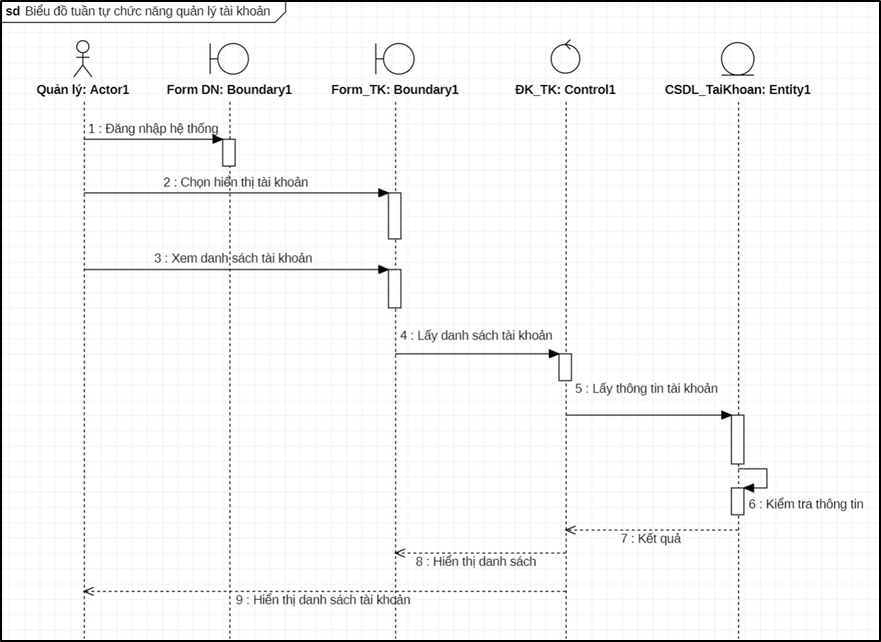 sd Biểu đồ tuần tự chức năng quản lý tài khoản
Quản lý: Actor1
Form DN: Boundary1
Form_TK: Boundary1
ĐK_TK: Control1
CSDL_TaiKhoan: Entity1
1 : Đăng nhập hệ thống
2 : Chọn hiển thị tài khoản
3 : Xem danh sách tài khoản
4 : Lấy danh sách tài khoản
5 : Lấy thông tin tài khoản
6 : Kiểm tra thông tin
7 : Kết quả
8 : Hiển thị danh sách
9 : Hiển thị danh sách tài khoản